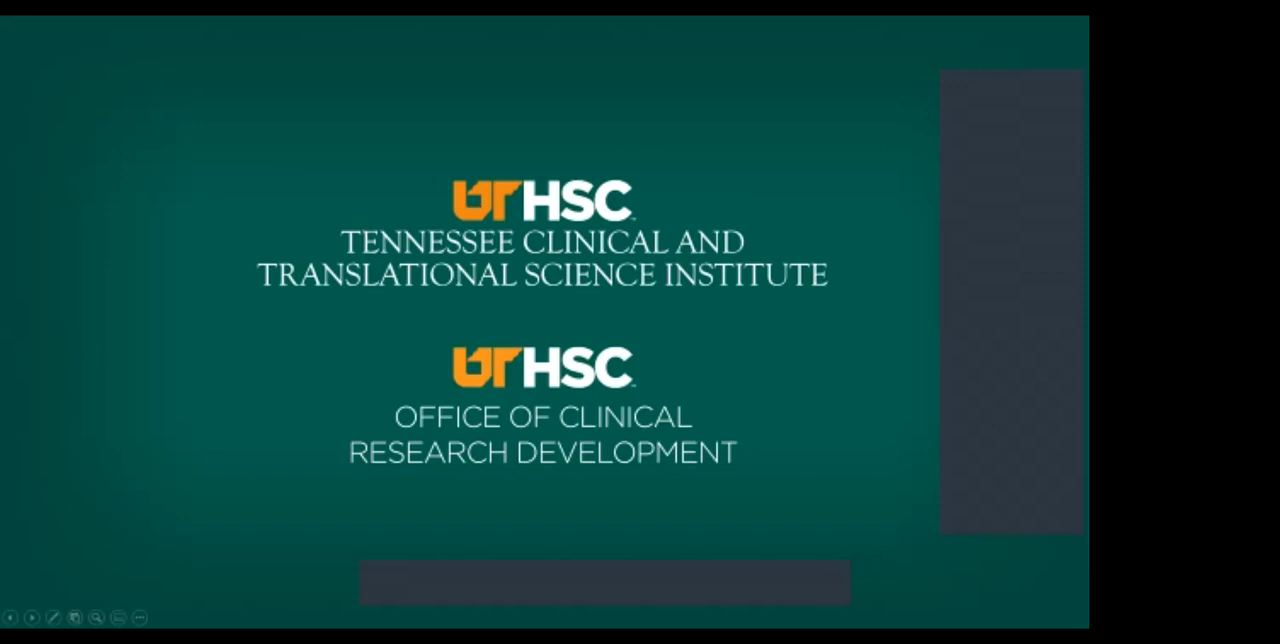 UTHSC
TENNESSEE CLINICAL AND
TRANSLATIONAL SCIENCE INSTITUTE
UTHSC
OFFICE OF CLINICAL
RESEARCH DEVELOPMENT